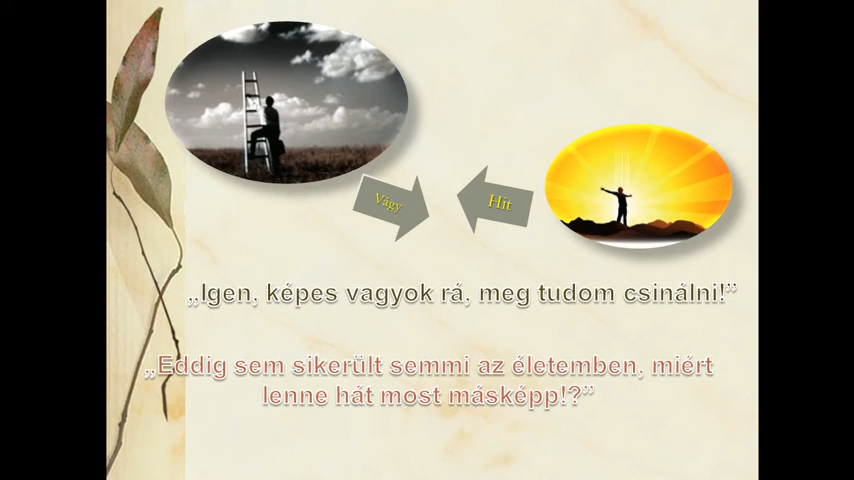 Vágy
Hit
„Igen, képes vagyok rá, meg tudom csinálni!”
„Eddig sem sikerült semmi az életemben, miért
lenne hát most másképp!?”